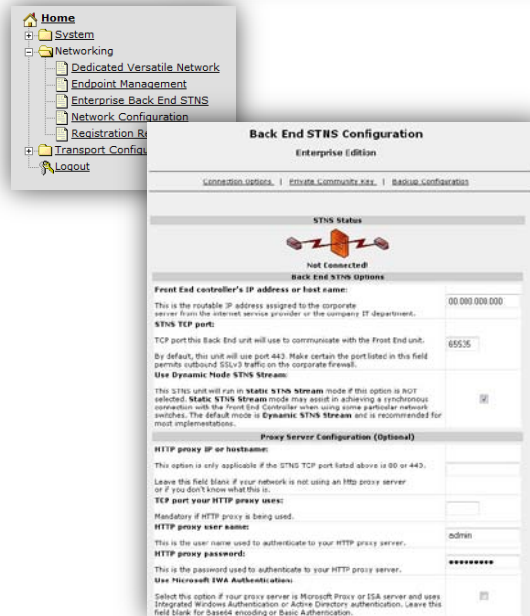 Home
System
Networking
Dedicated Versatile Network
Endpoint Management
Enterprise Back End STNS
Network Configuration
Registration Re
Transport Configu
Logout
Back End STNS Configuration
Enterprise Edition
Connection Options | Private Community Key | Backup Configuration
STNS Status
Not Connected!
Back End STNS Options
Front End controller's IP address or host name:
This is the routable IP address assigned to the corporate
server from the internet service provider or the company IT department.
00.000.000.000
STNS TCP port:
TCP port this Back End unit will use to communicate with the Front End unit.
65535
By default, this unit will use port 443. Make certain the port listed in this field
permits outbound SSLv3 traffic on the corporate firewall.
Use Dynamic Mode STNS Stream:
This STNS unit will run in Static STNS Stream mode if this option is NOT
selected. Static STNS Stream mode may assist in achieving a synchronous
connection with the Front End Controller when using some particular network
switches. The default mode is Dynamic STNS Stream and is recommended for
most implementations.
Proxy Server Configuration (Optional)
HTTP proxy IP or hostname:
This option is only applicable if the STNS TCP port listed above is 80 or 443.
Leave this field blank if your network is not using an http proxy server
or if you don't know what this is.
TCP port your HTTP proxy uses:
Mandatory if HTTP proxy is being used.
HTTP proxy user name:
This is the user name used to authenticate to your HTTP proxy server.
admin
HTTP proxy password:
This is the password used to authenticate to your HTTP proxy server.
•••••••••
Use Microsoft IWA Authentication:
Select this option if your proxy server is Microsoft Proxy or ISA server and uses
Integrated Windows Authentication or Active Directory authentication. Leave this
field blank for Base64 encoding or Basic Authentication.